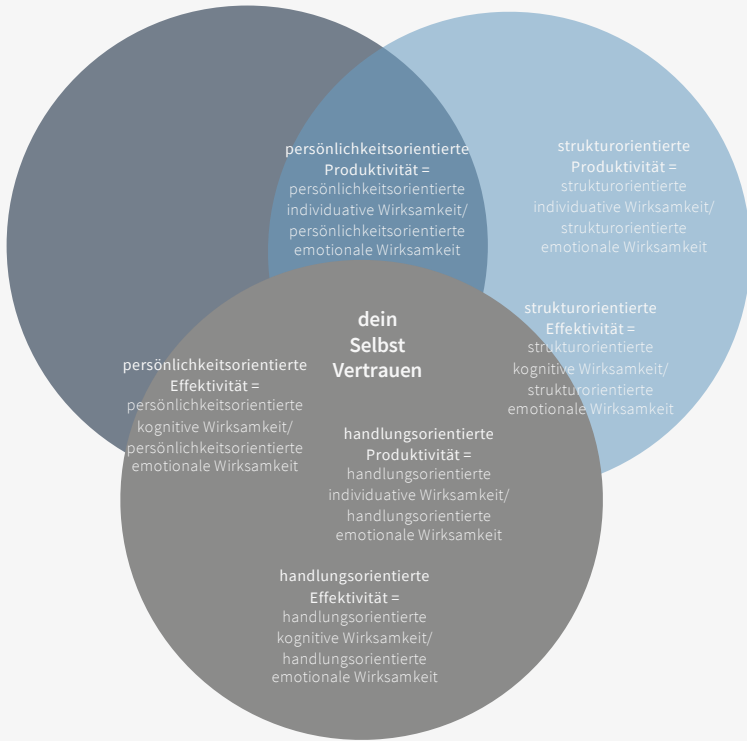 persönlichkeitsorientierte
Produktivität =
persönlichkeitsorientierte
individuative Wirksamkeit/
persönlichkeitsorientierte
emotionale Wirksamkeit
strukturorientierte
Produktivität =
strukturorientierte
individuative Wirksamkeit/
strukturorientierte
emotionale Wirksamkeit
dein
Selbst
Vertrauen
strukturorientierte
Effektivität =
strukturorientierte
kognitive Wirksamkeit/
strukturorientierte
emotionale Wirksamkeit
persönlichkeitsorientierte
Effektivität =
persönlichkeitsorientierte
kognitive Wirksamkeit/
persönlichkeitsorientierte
emotionale Wirksamkeit
handlungsorientierte
Produktivität =
handlungsorientierte
individuative Wirksamkeit/
handlungsorientierte
emotionale Wirksamkeit
handlungsorientierte
Effektivität =
handlungsorientierte
kognitive Wirksamkeit/
handlungsorientierte
emotionale Wirksamkeit